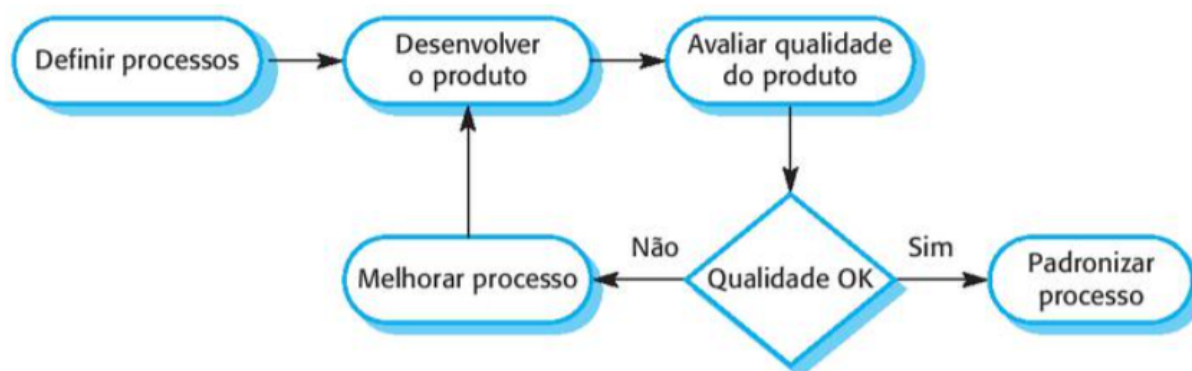 Definir processos
Desenvolver
o produto
Avaliar qualidade
do produto
Não
Sim
Melhorar processo
Qualidade OK
Padronizar
processo